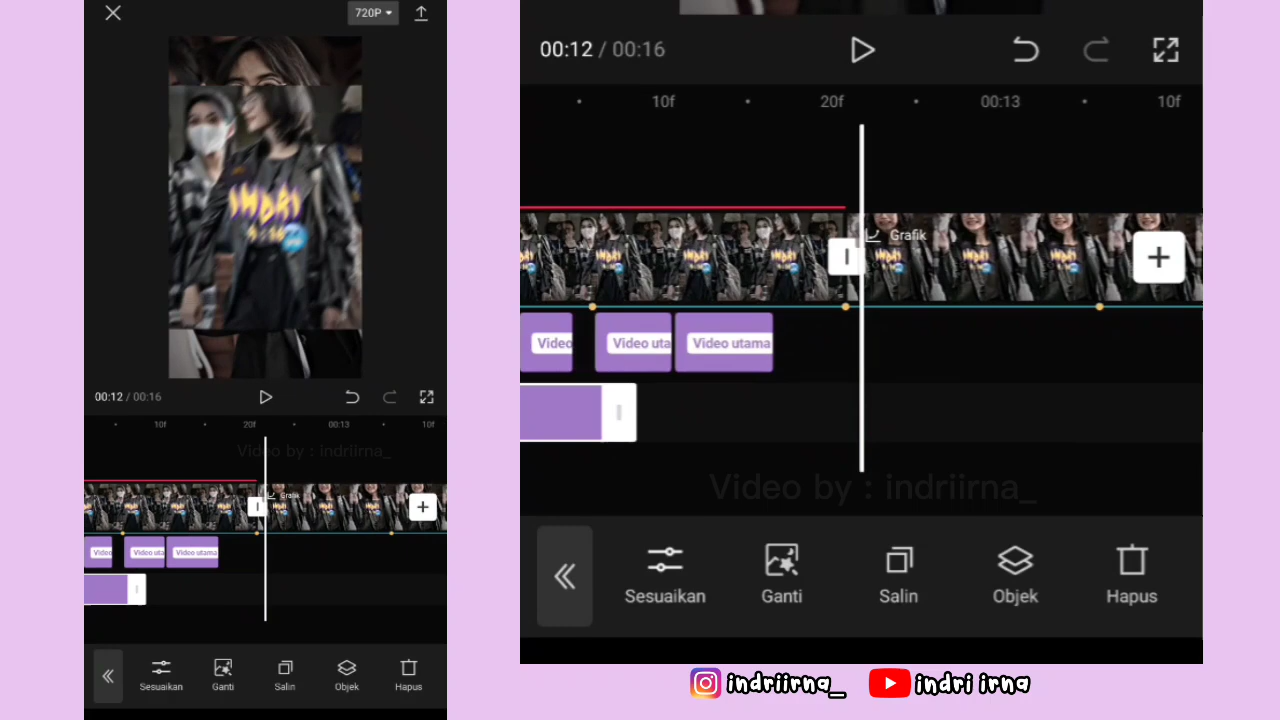 720P
INDRI
00:12 / 00:16
10f 20f 00:13 10f
Video by : indriirna_
Grafik
Video Video uta Video utama
Sesuaikan Ganti Salin Objek Hapus
00:12 / 00:16
10f 20f 00:13 10f
Grafik
Video Video uta Video utama
Video by : indriirna_
Sesuaikan Ganti Salin Objek Hapus
indriirna_ indri irna